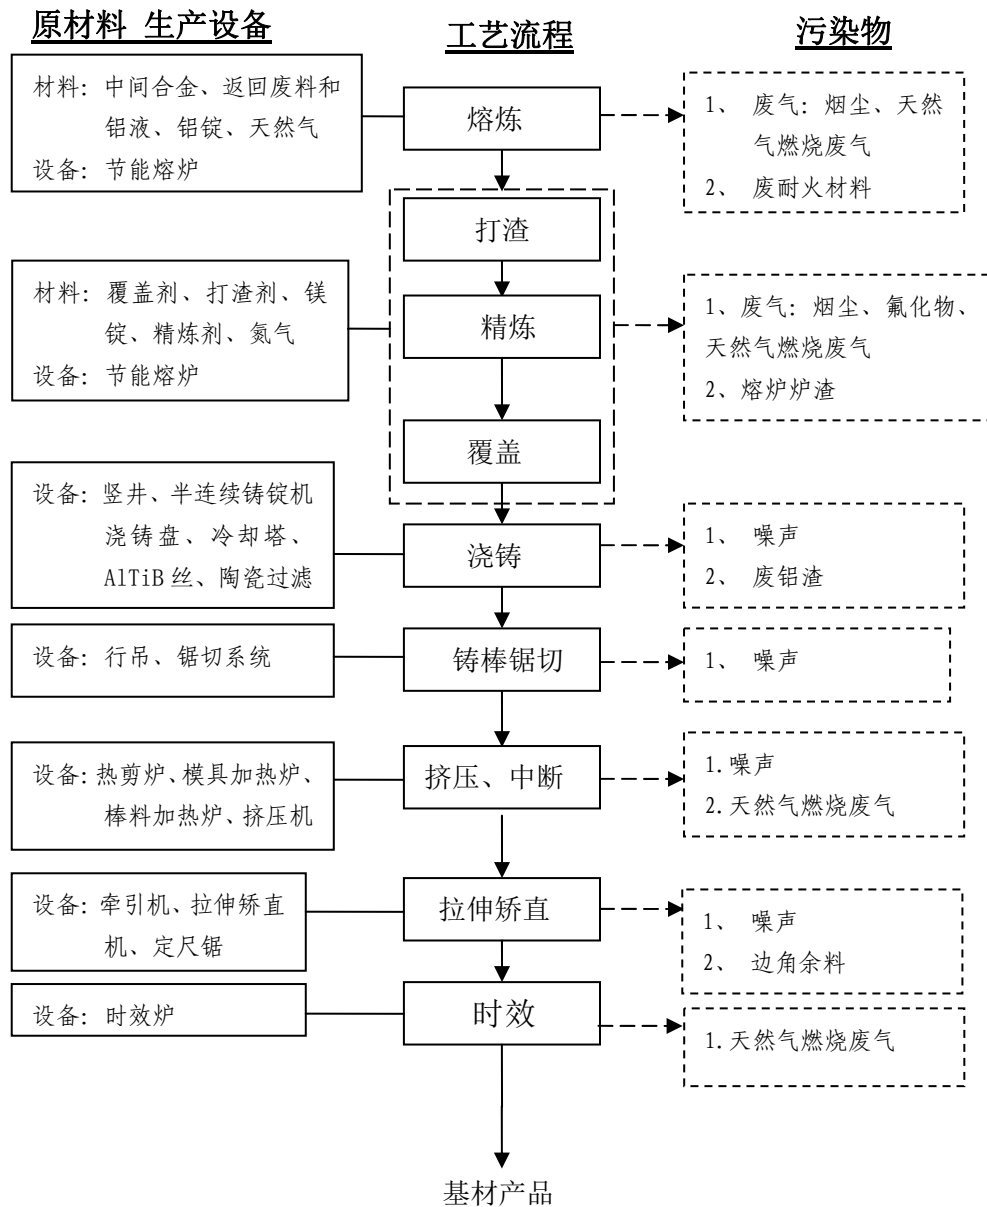 原材料 生产设备
工艺流程
污染物
材料：中间合金、返回废料和
铝液、铝锭、天然气
设备：节能熔炉
熔炼
1、 废气：烟尘、天然
气燃烧废气
2、 废耐火材料
打渣
材料：覆盖剂、打渣剂、镁
锭、精炼剂、氮气
设备：节能熔炉
精炼
1、废气：烟尘、氟化物、
天然气燃烧废气
2、熔炉炉渣
覆盖
设备：竖井、半连续铸锭机
浇铸盘、冷却塔、
AlTiB 丝、陶瓷过滤
浇铸
1、 噪声
2、 废铝渣
设备：行吊、锯切系统
铸棒锯切
1、 噪声
设备：热剪炉、模具加热炉、
棒料加热炉、挤压机
挤压、中断
1.噪声
2.天然气燃烧废气
设备：牵引机、拉伸矫直
机、定尺锯
拉伸矫直
1、 噪声
2、 边角余料
设备：时效炉
时效
1.天然气燃烧废气
基材产品